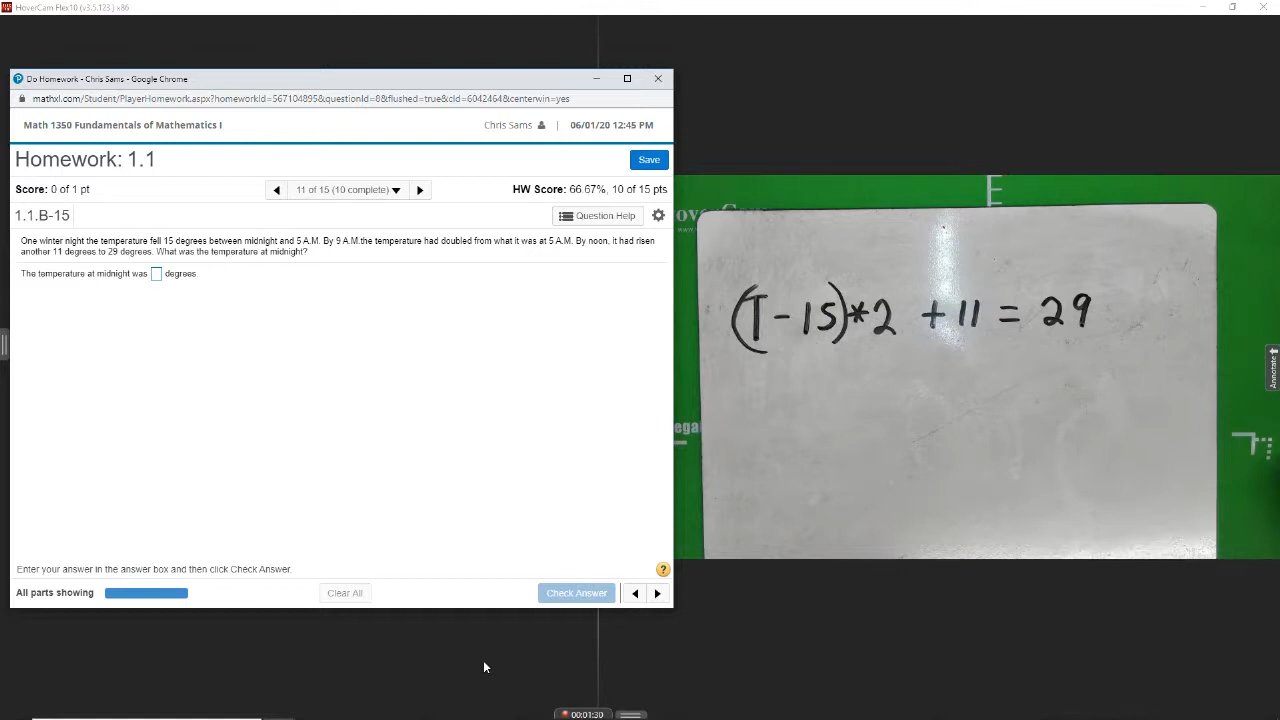 HoverCam Flex10 (v3.5.123) x86
Do Homework - Chris Sams - Google Chrome
mathxl.com/Student/PlayerHomework.aspx?homeworkId=567104895&questionId=8&flushed=true&cId=6042464&centerwin=yes
Math 1350 Fundamentals of Mathematics I
Chris Sams | 06/01/20 12:45 PM
Homework: 1.1
Save
Score: 0 of 1 pt
11 of 15 (10 complete)
HW Score: 66.67%, 10 of 15 pts
1.1.B-15
Question Help
One winter night the temperature fell 15 degrees between midnight and 5 A.M. By 9 A.M.the temperature had doubled from what it was at 5 A.M. By noon, it had risen
another 11 degrees to 29 degrees. What was the temperature at midnight?
The temperature at midnight was degrees.
Enter your answer in the answer box and then click Check Answer.
?
All parts showing
Clear All
Check Answer
(T-15)*2 +11 = 29
Annotate
00:01:30